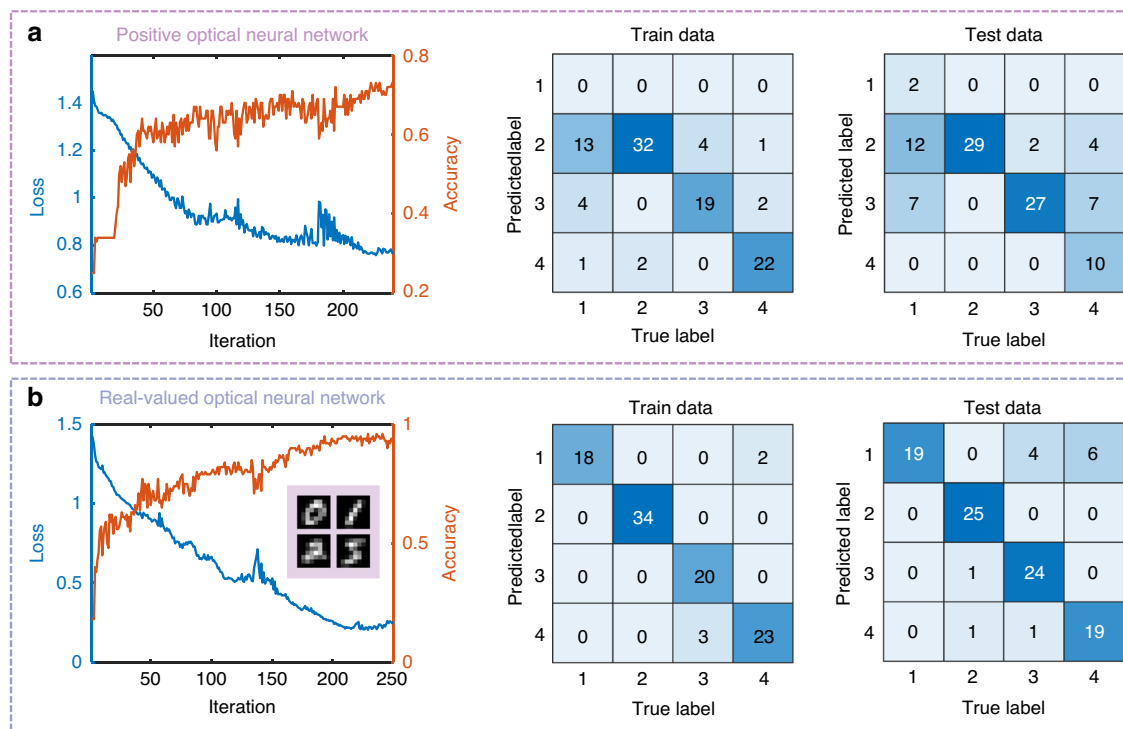 a
Positive optical neural network
Loss
1.4
1.2
1
0.8
0.6
0.8
0.6
0.4
0.2
Accuracy
50 100 150 200
Iteration
Train data
Predictedlabel
1 0 0 0 0
2 13 32 4 1
3 4 0 19 2
4 1 2 0 22
1 2 3 4
True label
Test data
Predicted label
1 2 0 0 0
2 12 29 2 4
3 7 0 27 7
4 0 0 0 10
1 2 3 4
True label
b
Real-valued optical neural network
Loss
1.5
1
0.5
0
1
0.5
0
Accuracy
0 1
2 3
50 100 150 200 250
Iteration
Train data
Predictedlabel
1 18 0 0 2
2 0 34 0 0
3 0 0 20 0
4 0 0 3 23
1 2 3 4
True label
Test data
Predicted label
1 19 0 4 6
2 0 25 0 0
3 0 1 24 0
4 0 1 1 19
1 2 3 4
True label